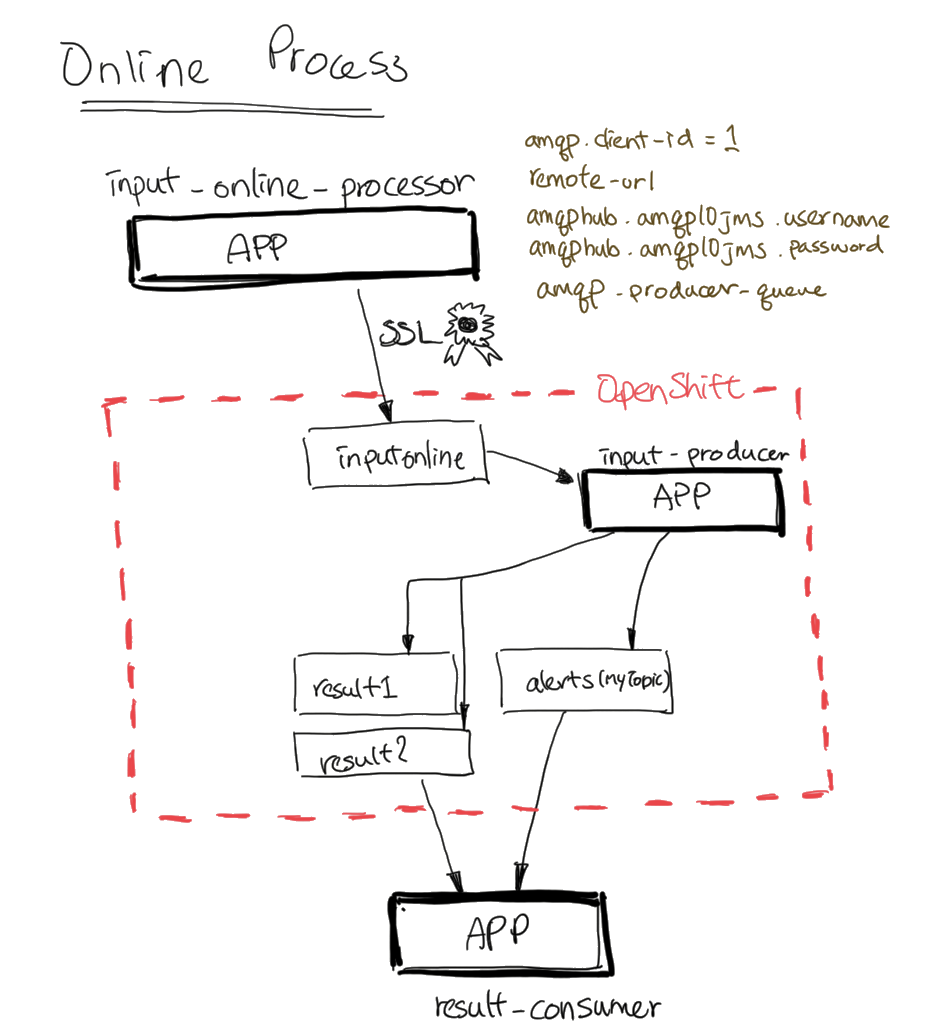 Online Process
amqp.client-id = 1
remote-url
amqphub.amqp10jms.username
amqphub.amqp10jms.password
amqp-producer-queue
input-online-processor
APP
SSL
OpenShift
inputonline
input-producer
APP
result1
alerts(myTopic)
result2
APP
result-consumer